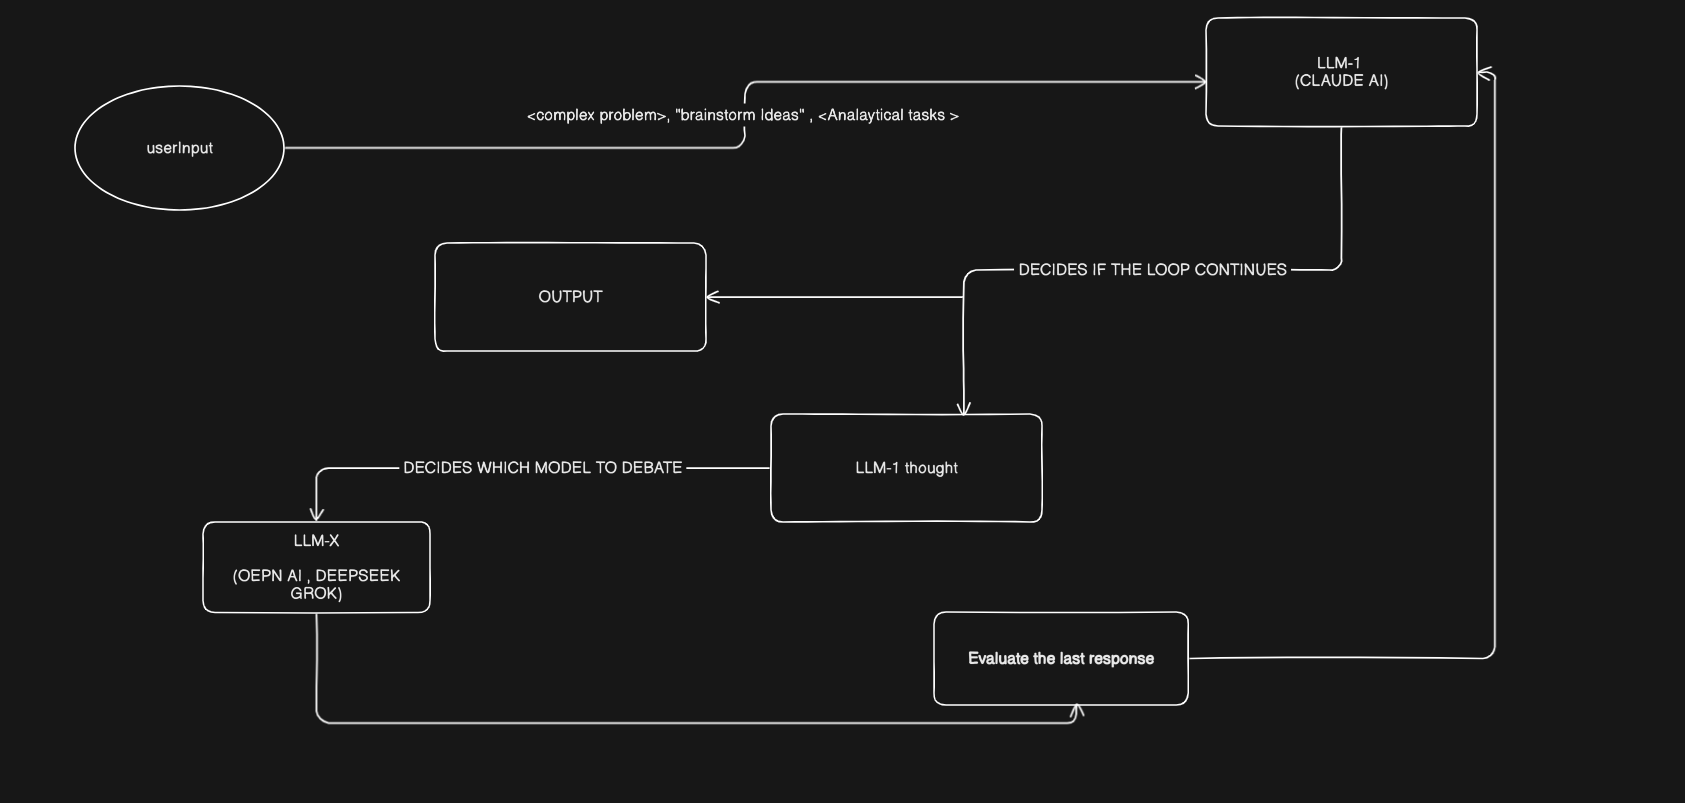 LLM-1
(CLAUDE AI)
<complex problem>, "brainstorm Ideas" , <Analaytical tasks >
userInput
DECIDES IF THE LOOP CONTINUES
OUTPUT
LLM-1 thought
DECIDES WHICH MODEL TO DEBATE
LLM-X
(OEPN AI , DEEPSEEK
GROK)
Evaluate the last response